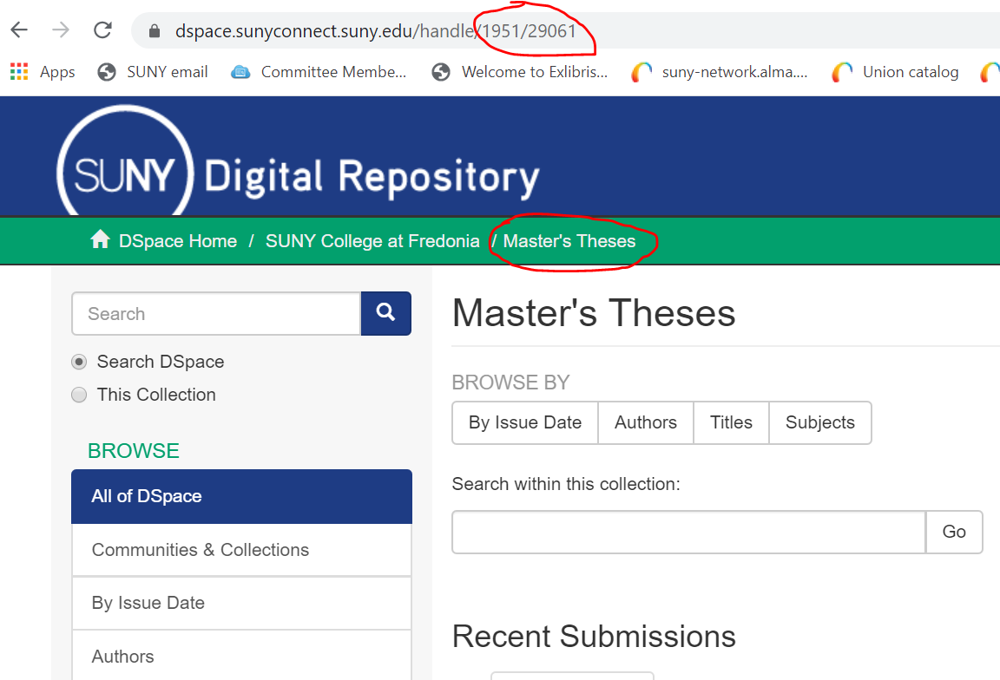 dspace.sunyconnect.suny.edu/handle/1951/29061
Apps SUNY email Committee Membe... Welcome to Exlibris... suny-network.alma.... Union catalog
SUNY Digital Repository
DSpace Home / SUNY College at Fredonia / Master's Theses
Search
Search DSpace
This Collection
BROWSE
All of DSpace
Communities & Collections
By Issue Date
Authors
Master's Theses
BROWSE BY
By Issue Date Authors Titles Subjects
Search within this collection:
Go
Recent Submissions